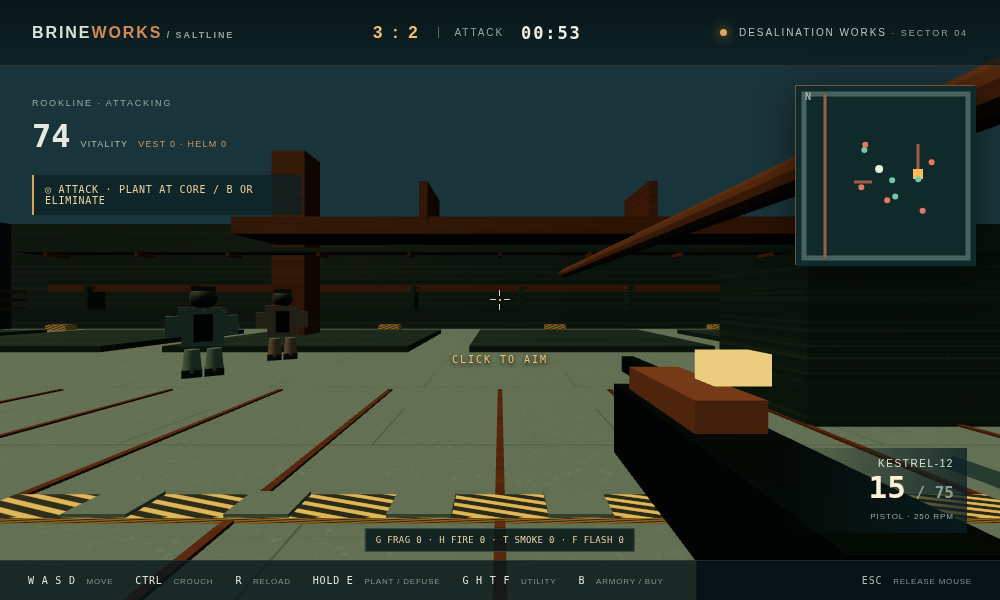 BRINEWORKS / SALTLINE
3 : 2 | ATTACK 00:53
DESALINATION WORKS · SECTOR 04
ROOKLINE · ATTACKING
74 VITALITY VEST 0 · HELM 0
◎ ATTACK · PLANT AT CORE / B OR
ELIMINATE
N
CLICK TO AIM
KESTREL-12
15 / 75
PISTOL · 250 RPM
G FRAG 0 · H FIRE 0 · T SMOKE 0 · F FLASH 0
W A S D MOVE CTRL CROUCH R RELOAD HOLD E PLANT / DEFUSE G H T F UTILITY B ARMORY / BUY ESC RELEASE MOUSE